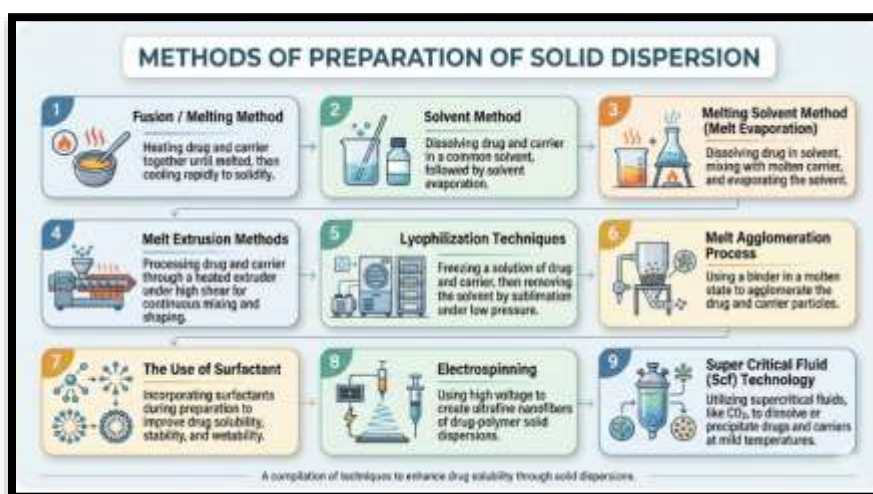 METHODS OF PREPARATION OF SOLID DISPERSION
1
Fusion / Melting Method
Heating drug and carrier
together until melted, then
cooling rapidly to solidify.
2
Solvent Method
Dissolving drug and carrier
in a common solvent,
followed by solvent
evaporation.
3
Melting Solvent Method
(Melt Evaporation)
Dissolving drug in solvent,
mixing with molten carrier,
and evaporating the solvent.
4
Melt Extrusion Methods
Processing drug and carrier
through a heated extruder
under high shear for
continuous mixing and
shaping.
5
Lyophilization Techniques
Freezing a solution of drug
and carrier, then removing
the solvent by sublimation
under low pressure.
6
Melt Agglomeration
Process
Using a binder in a molten
state to agglomerate the
drug and carrier particles.
7
The Use of Surfactant
Incorporating surfactants
during preparation to
improve drug solubility,
stability, and wetability.
8
Electrospinning
Using high voltage to
create ultrafine nanofibers
of drug-polymer solid
dispersions.
9
Super Critical Fluid
(Scf) Technology
Utilizing supercritical fluids,
like CO₂, to dissolve or
precipitate drugs and carriers
at mild temperatures.
A compilation of techniques to enhance drug solubility through solid dispersions.